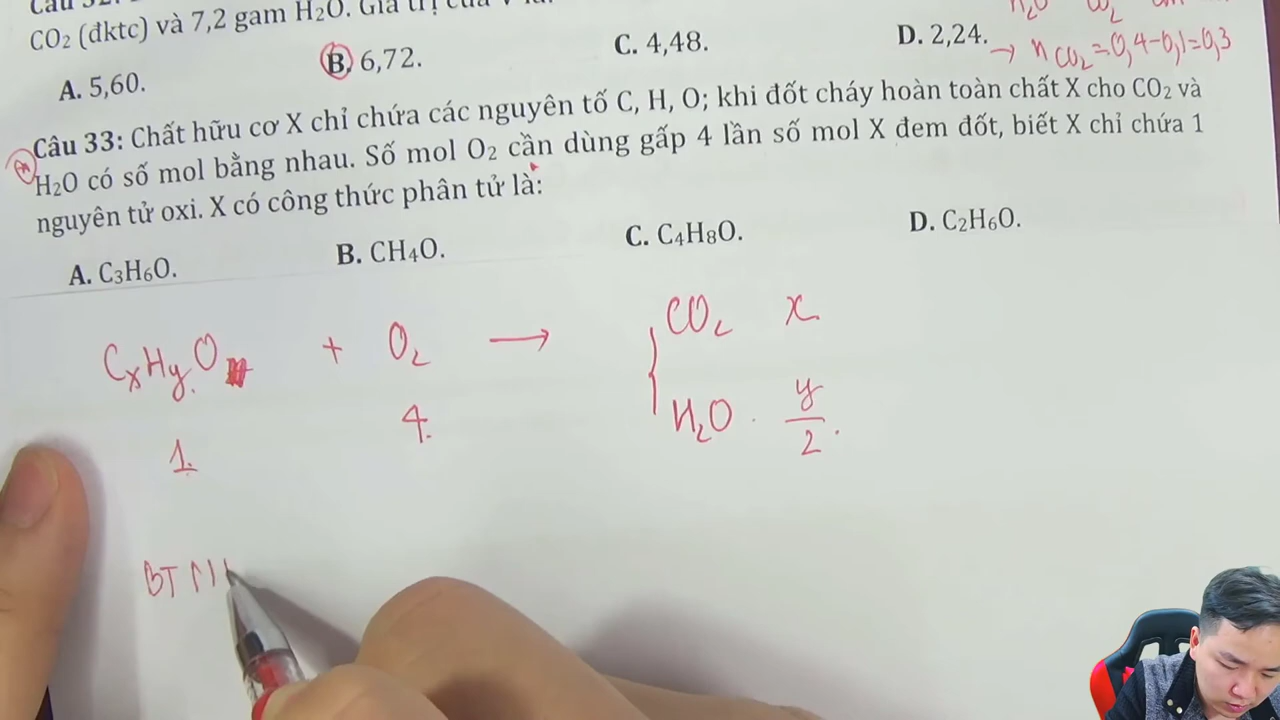 CO₂ (đktc) và 7,2 gam H₂O. Giá trị của V là:
A. 5,60. B. 6,72. C. 4,48. D. 2,24.
→ n CO₂ = 0,4-0,1=0,3
Câu 33: Chất hữu cơ X chỉ chứa các nguyên tố C, H, O; khi đốt cháy hoàn toàn chất X cho CO₂ và
H₂O có số mol bằng nhau. Số mol O₂ cần dùng gấp 4 lần số mol X đem đốt, biết X chỉ chứa 1
nguyên tử oxi. X có công thức phân tử là:
A. C₃H₆O. B. CH₄O. C. C₄H₈O. D. C₂H₆O.
CxHyO + O₂ → CO₂ x
H₂O y/2
1 4
BT